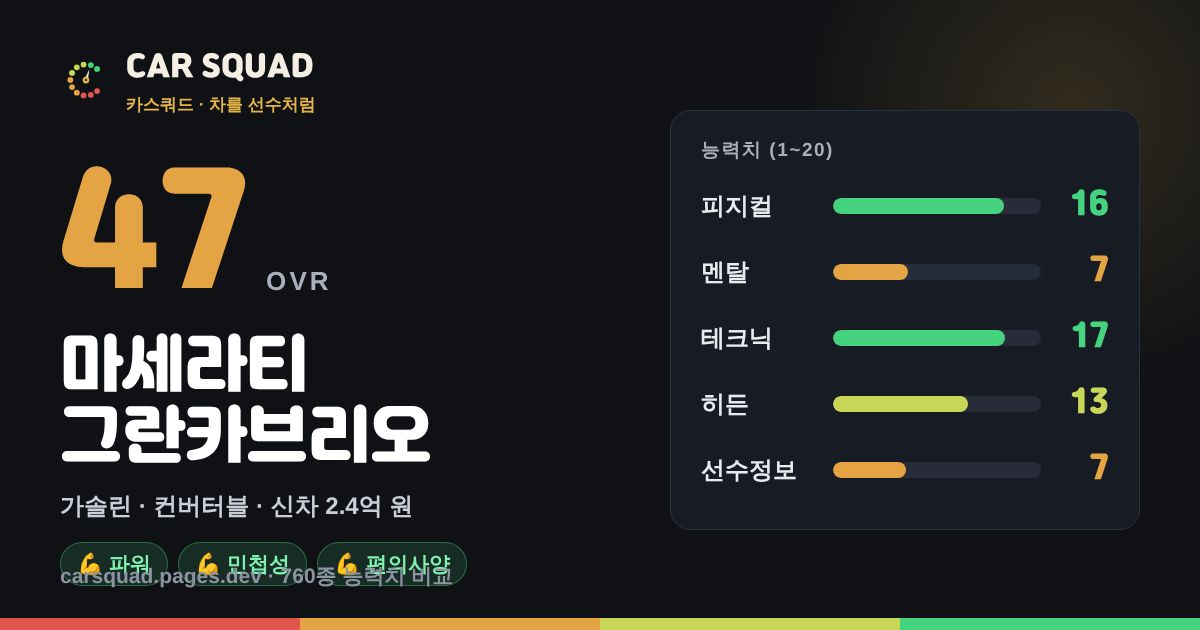 CAR SQUAD
카스쿼드 · 차를 선수처럼
47 OVR
마세라티
그란카브리오
가솔린 · 컨버터블 · 신차 2.4억 원
💪 파워 💪 민첩성 💪 편의사양
carsquad.pages.dev · 760종 능력치 비교
능력치 (1~20)
피지컬 16
멘탈 7
테크닉 17
히든 13
선수정보 7